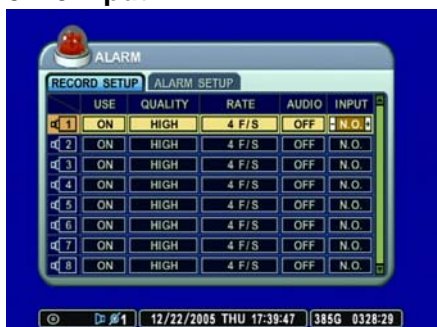 ALARM
RECORD SETUP ALARM SETUP
USE QUALITY RATE AUDIO INPUT
1 ON HIGH 4 F/S OFF N.O.
2 ON HIGH 4 F/S OFF N.O.
3 ON HIGH 4 F/S OFF N.O.
4 ON HIGH 4 F/S OFF N.O.
5 ON HIGH 4 F/S OFF N.O.
6 ON HIGH 4 F/S OFF N.O.
7 ON HIGH 4 F/S OFF N.O.
8 ON HIGH 4 F/S OFF N.O.
1 12/22/2005 THU 17:39:47 385G 0328:29